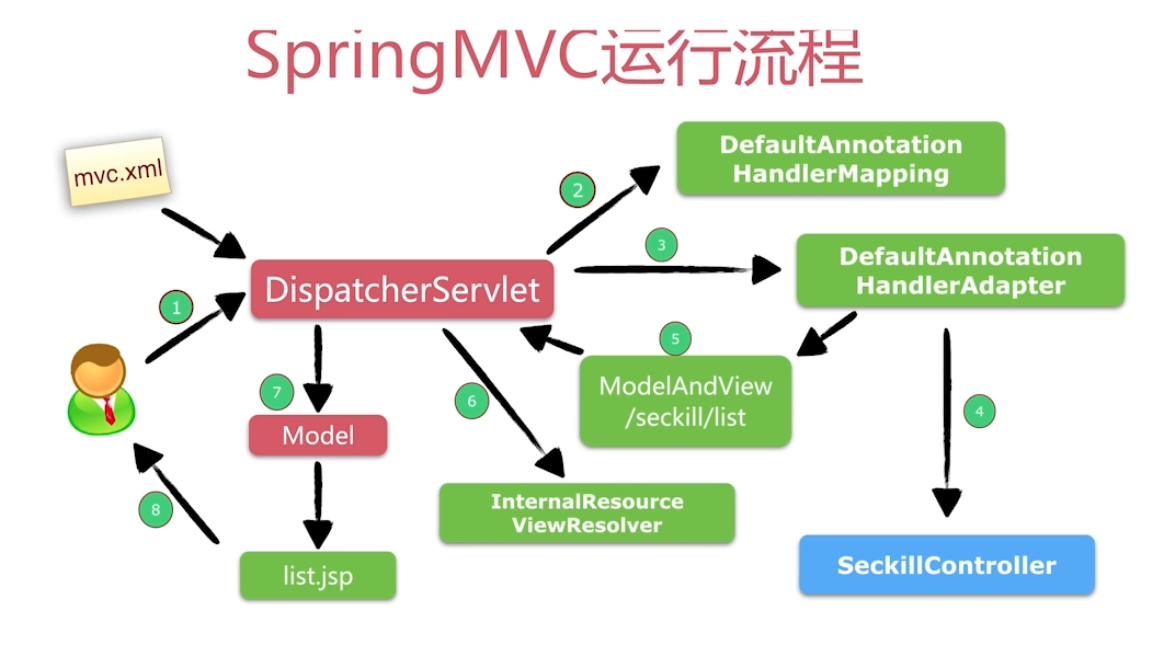 SpringMVC运行流程
mvc.xml
DefaultAnnotation
HandlerMapping
2
3
DefaultAnnotation
HandlerAdapter
DispatcherServlet
1
5
ModelAndView
/seckill/list
7
6
4
Model
InternalResource
ViewResolver
8
list.jsp
SeckillController